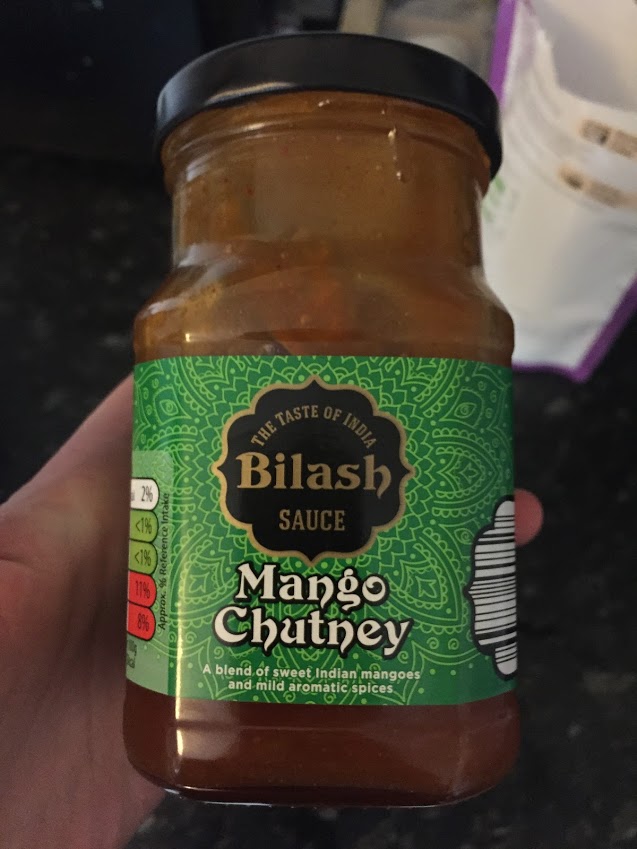 THE TASTE OF INDIA
Bilash
SAUCE
Mango
Chutney
A blend of sweet Indian mangoes
and mild aromatic spices
2%
<1%
<1%
11%
8%
Approx. % Reference Intake